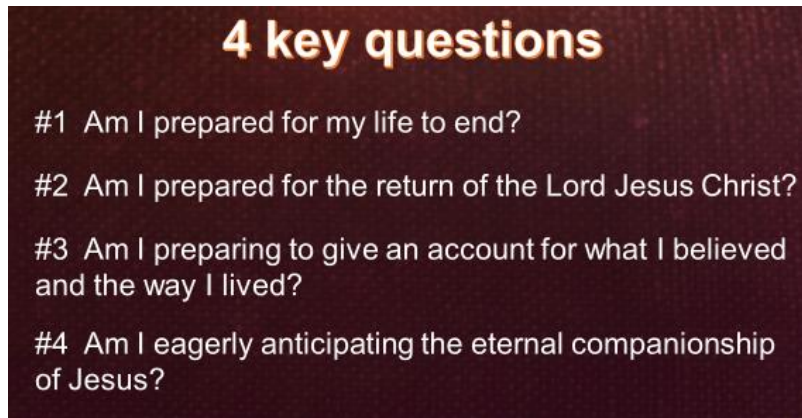 4 key questions
#1 Am I prepared for my life to end?
#2 Am I prepared for the return of the Lord Jesus Christ?
#3 Am I preparing to give an account for what I believed
and the way I lived?
#4 Am I eagerly anticipating the eternal companionship
of Jesus?